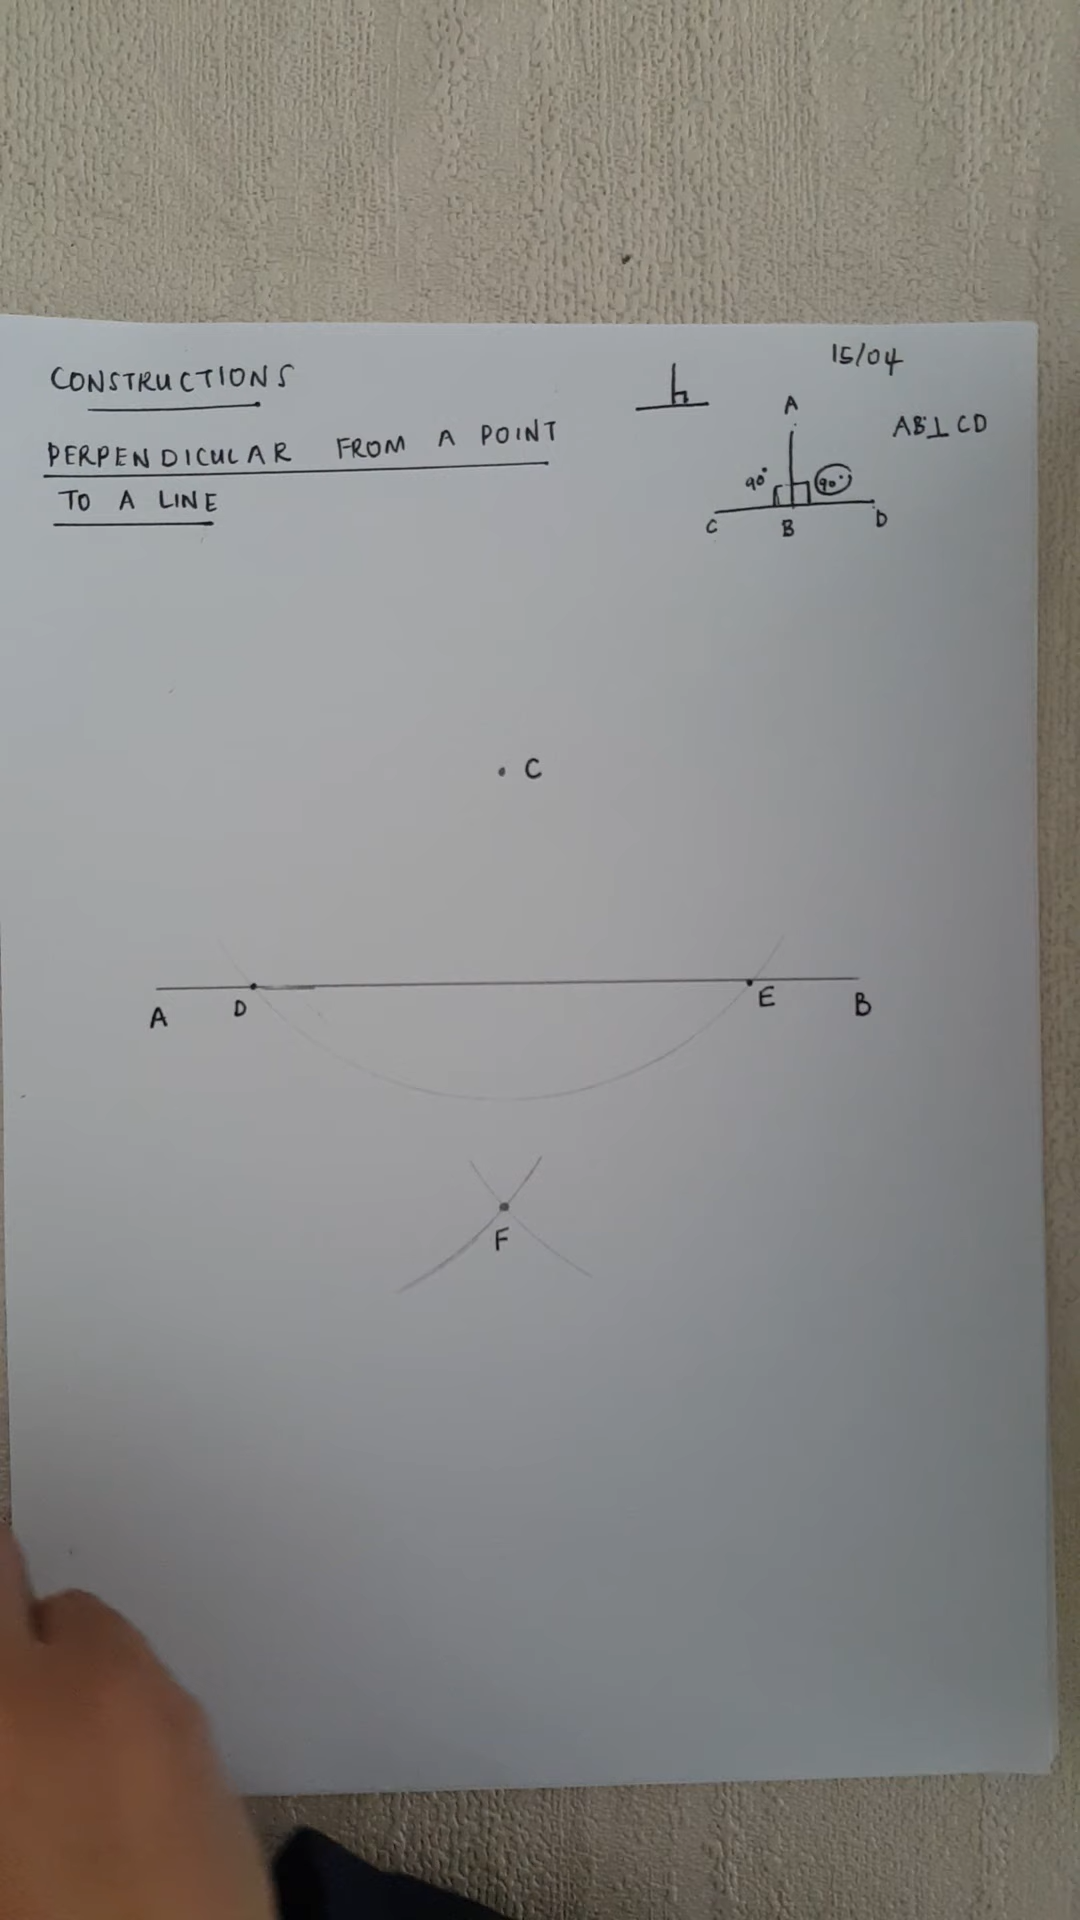 CONSTRUCTIONS
15/04
PERPENDICULAR FROM A POINT
TO A LINE
A
AB⊥CD
90°
90°
C
B
D
C
A
D
E
B
F